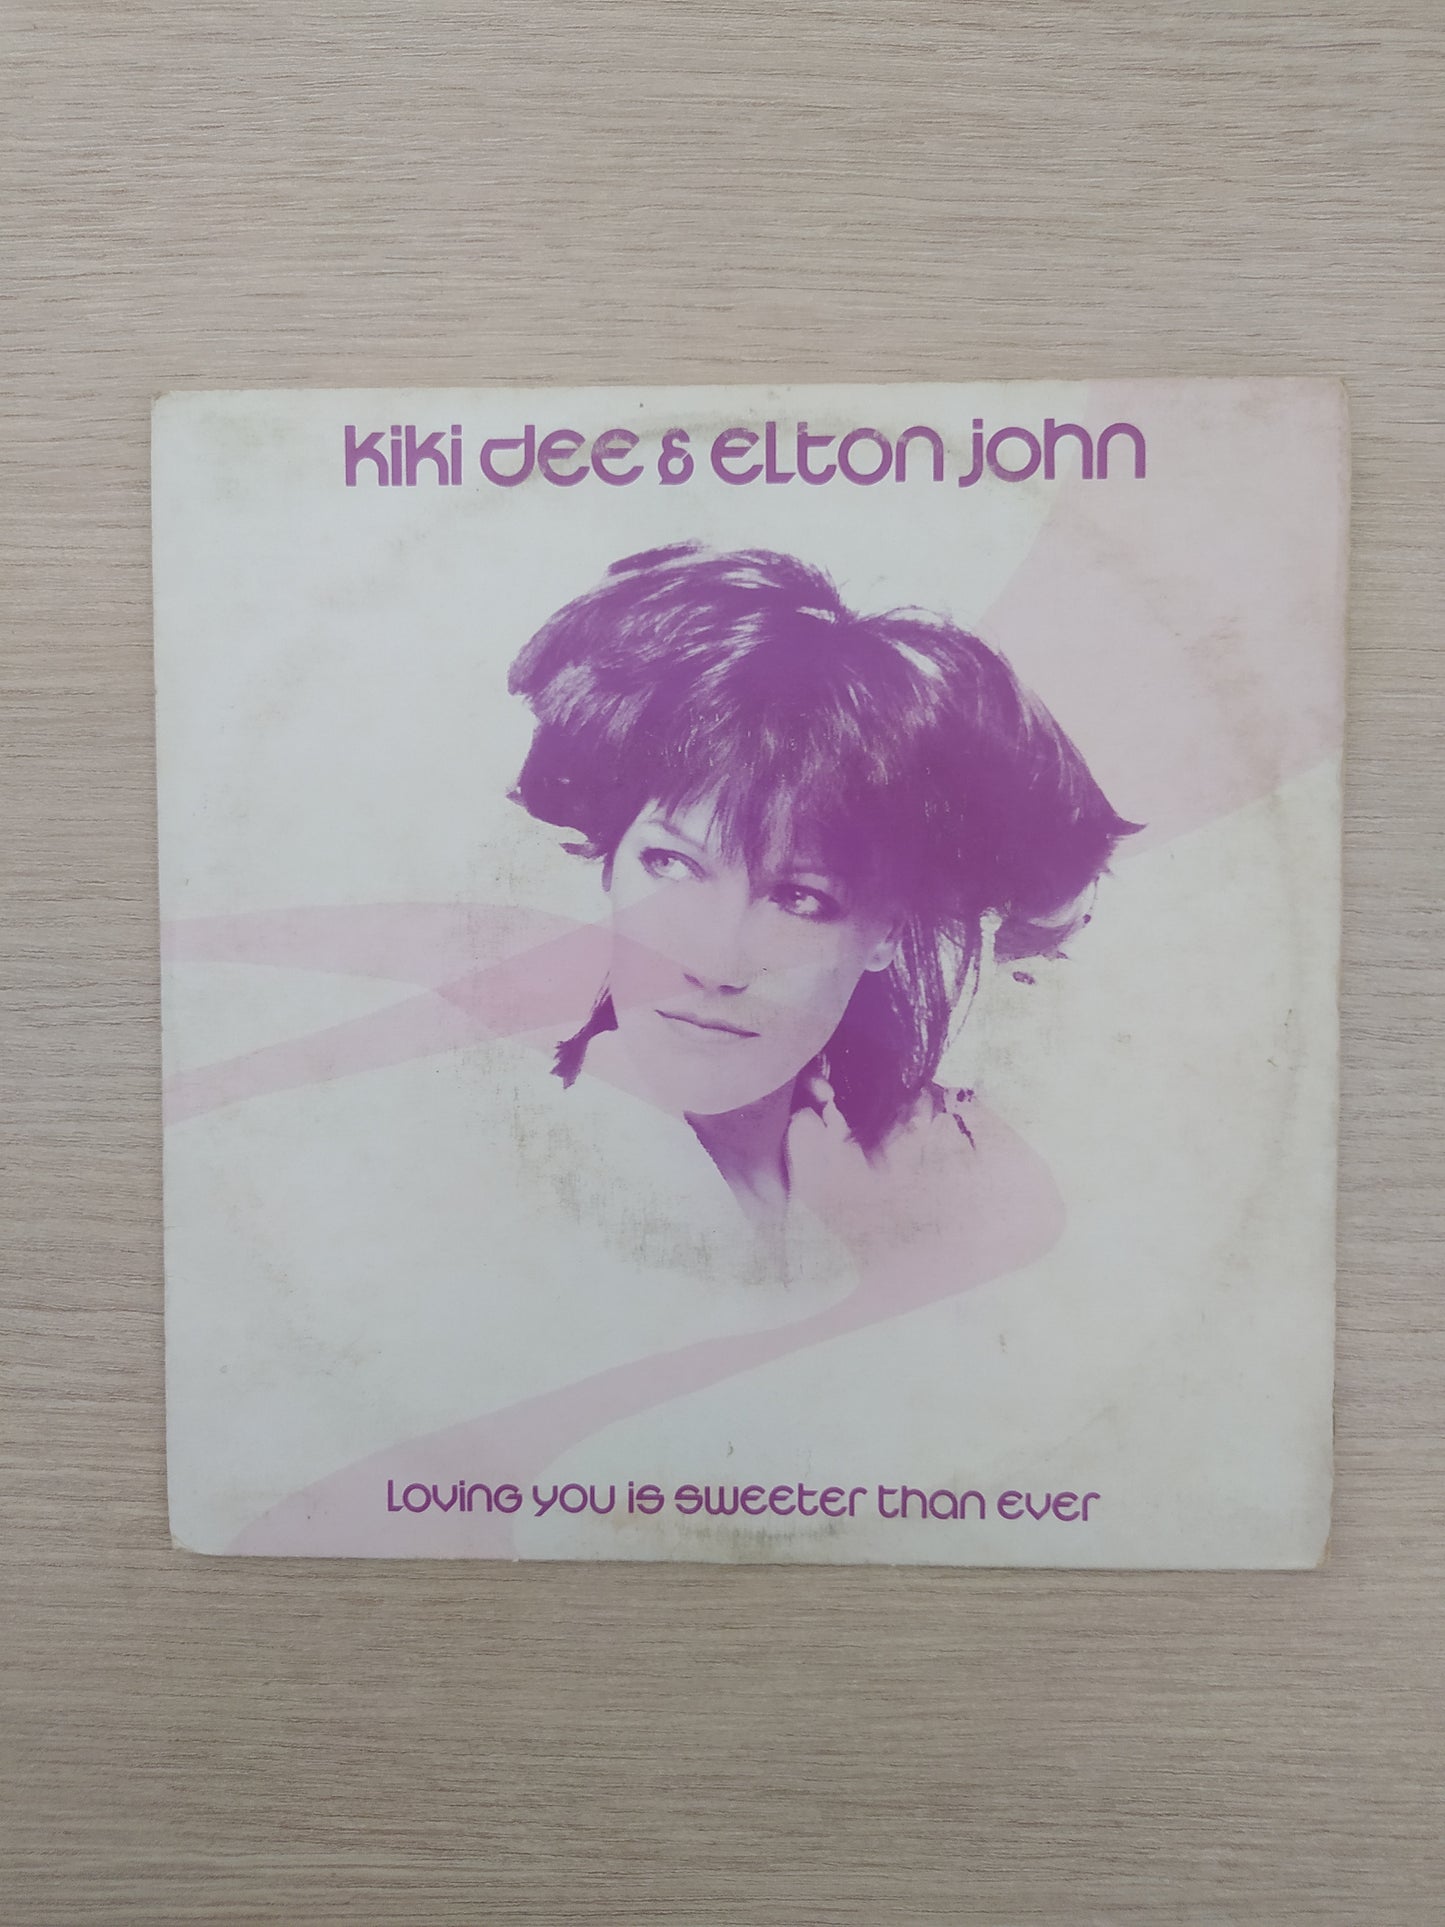 kiki dee & elton john
Loving you is sweeter than ever